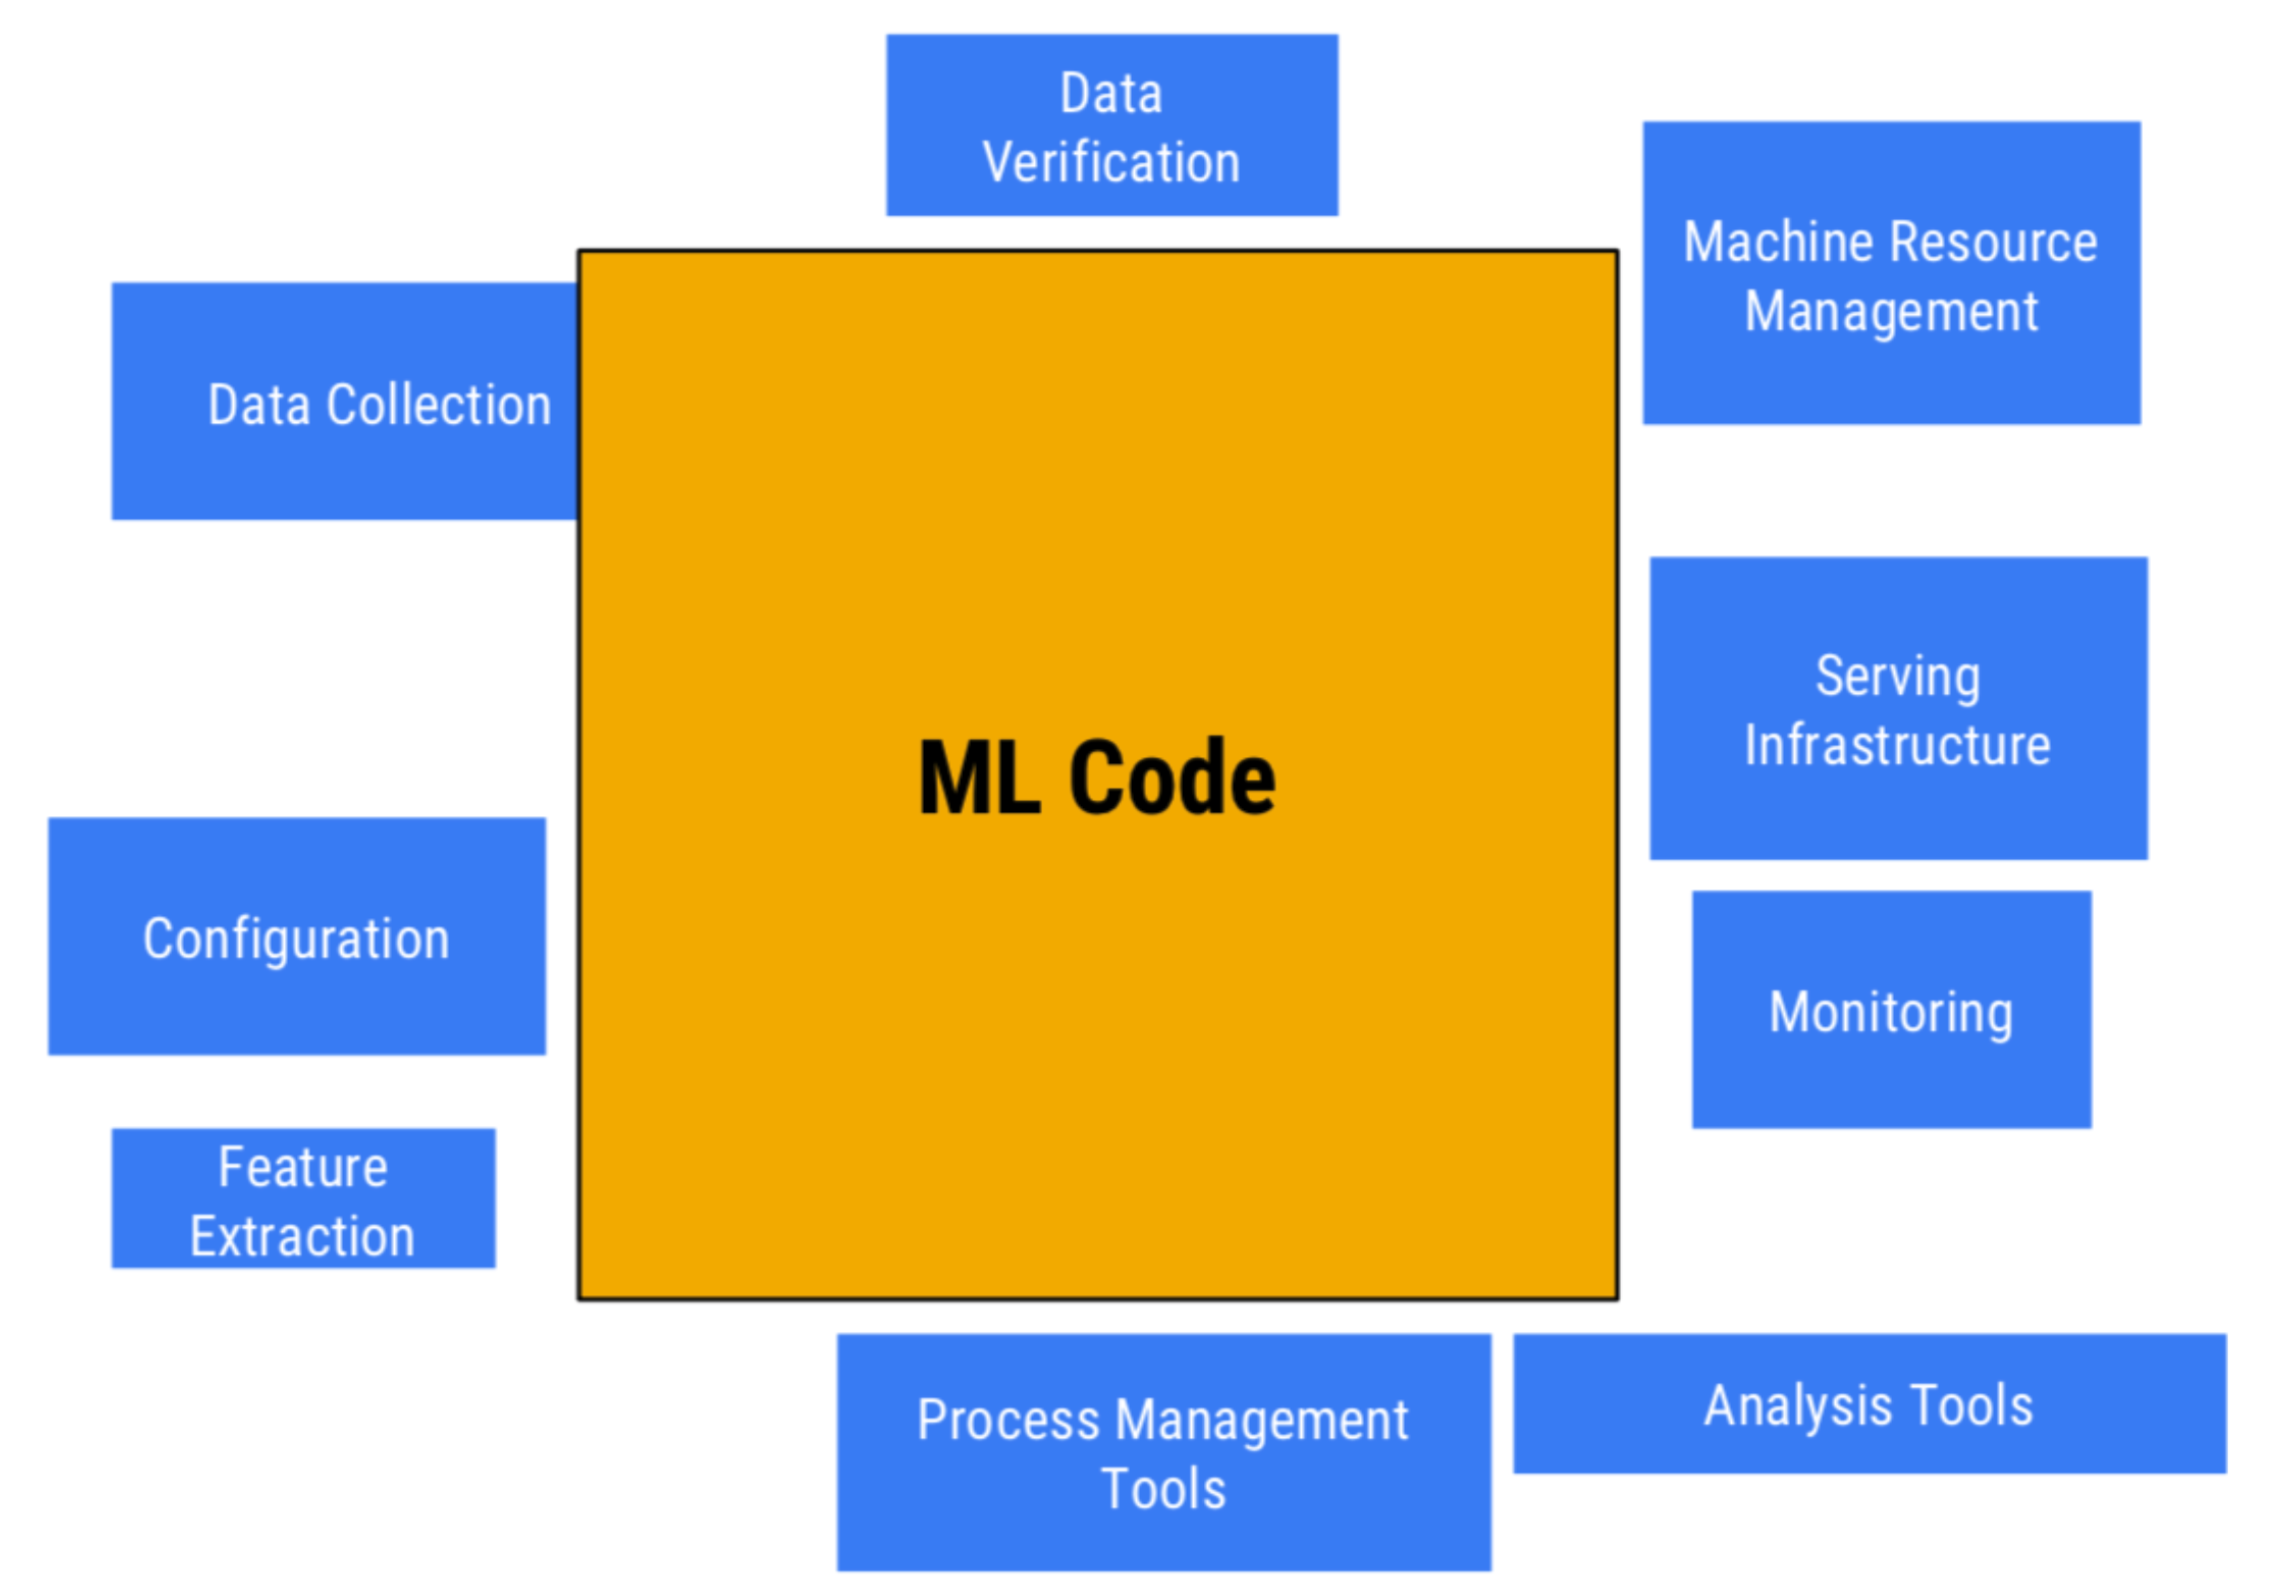 Data
Verification
Machine Resource
Management
Data Collection
Serving
Infrastructure
ML Code
Configuration
Monitoring
Feature
Extraction
Process Management
Tools
Analysis Tools